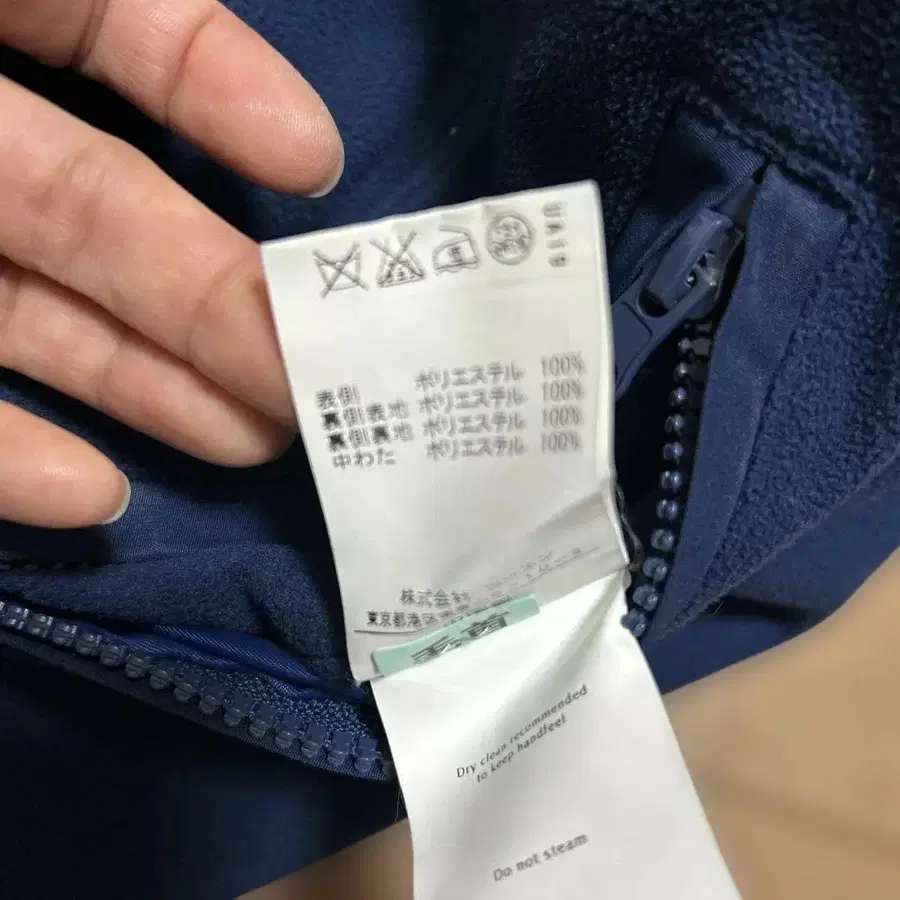 UA19
表側 ポリエステル 100%
裏側表地 ポリエステル 100%
裏側裏地 ポリエステル 100%
中わた ポリエステル 100%
株式会社
東京都港区
Dry clean recommended
to keep handfeel
Do not steam